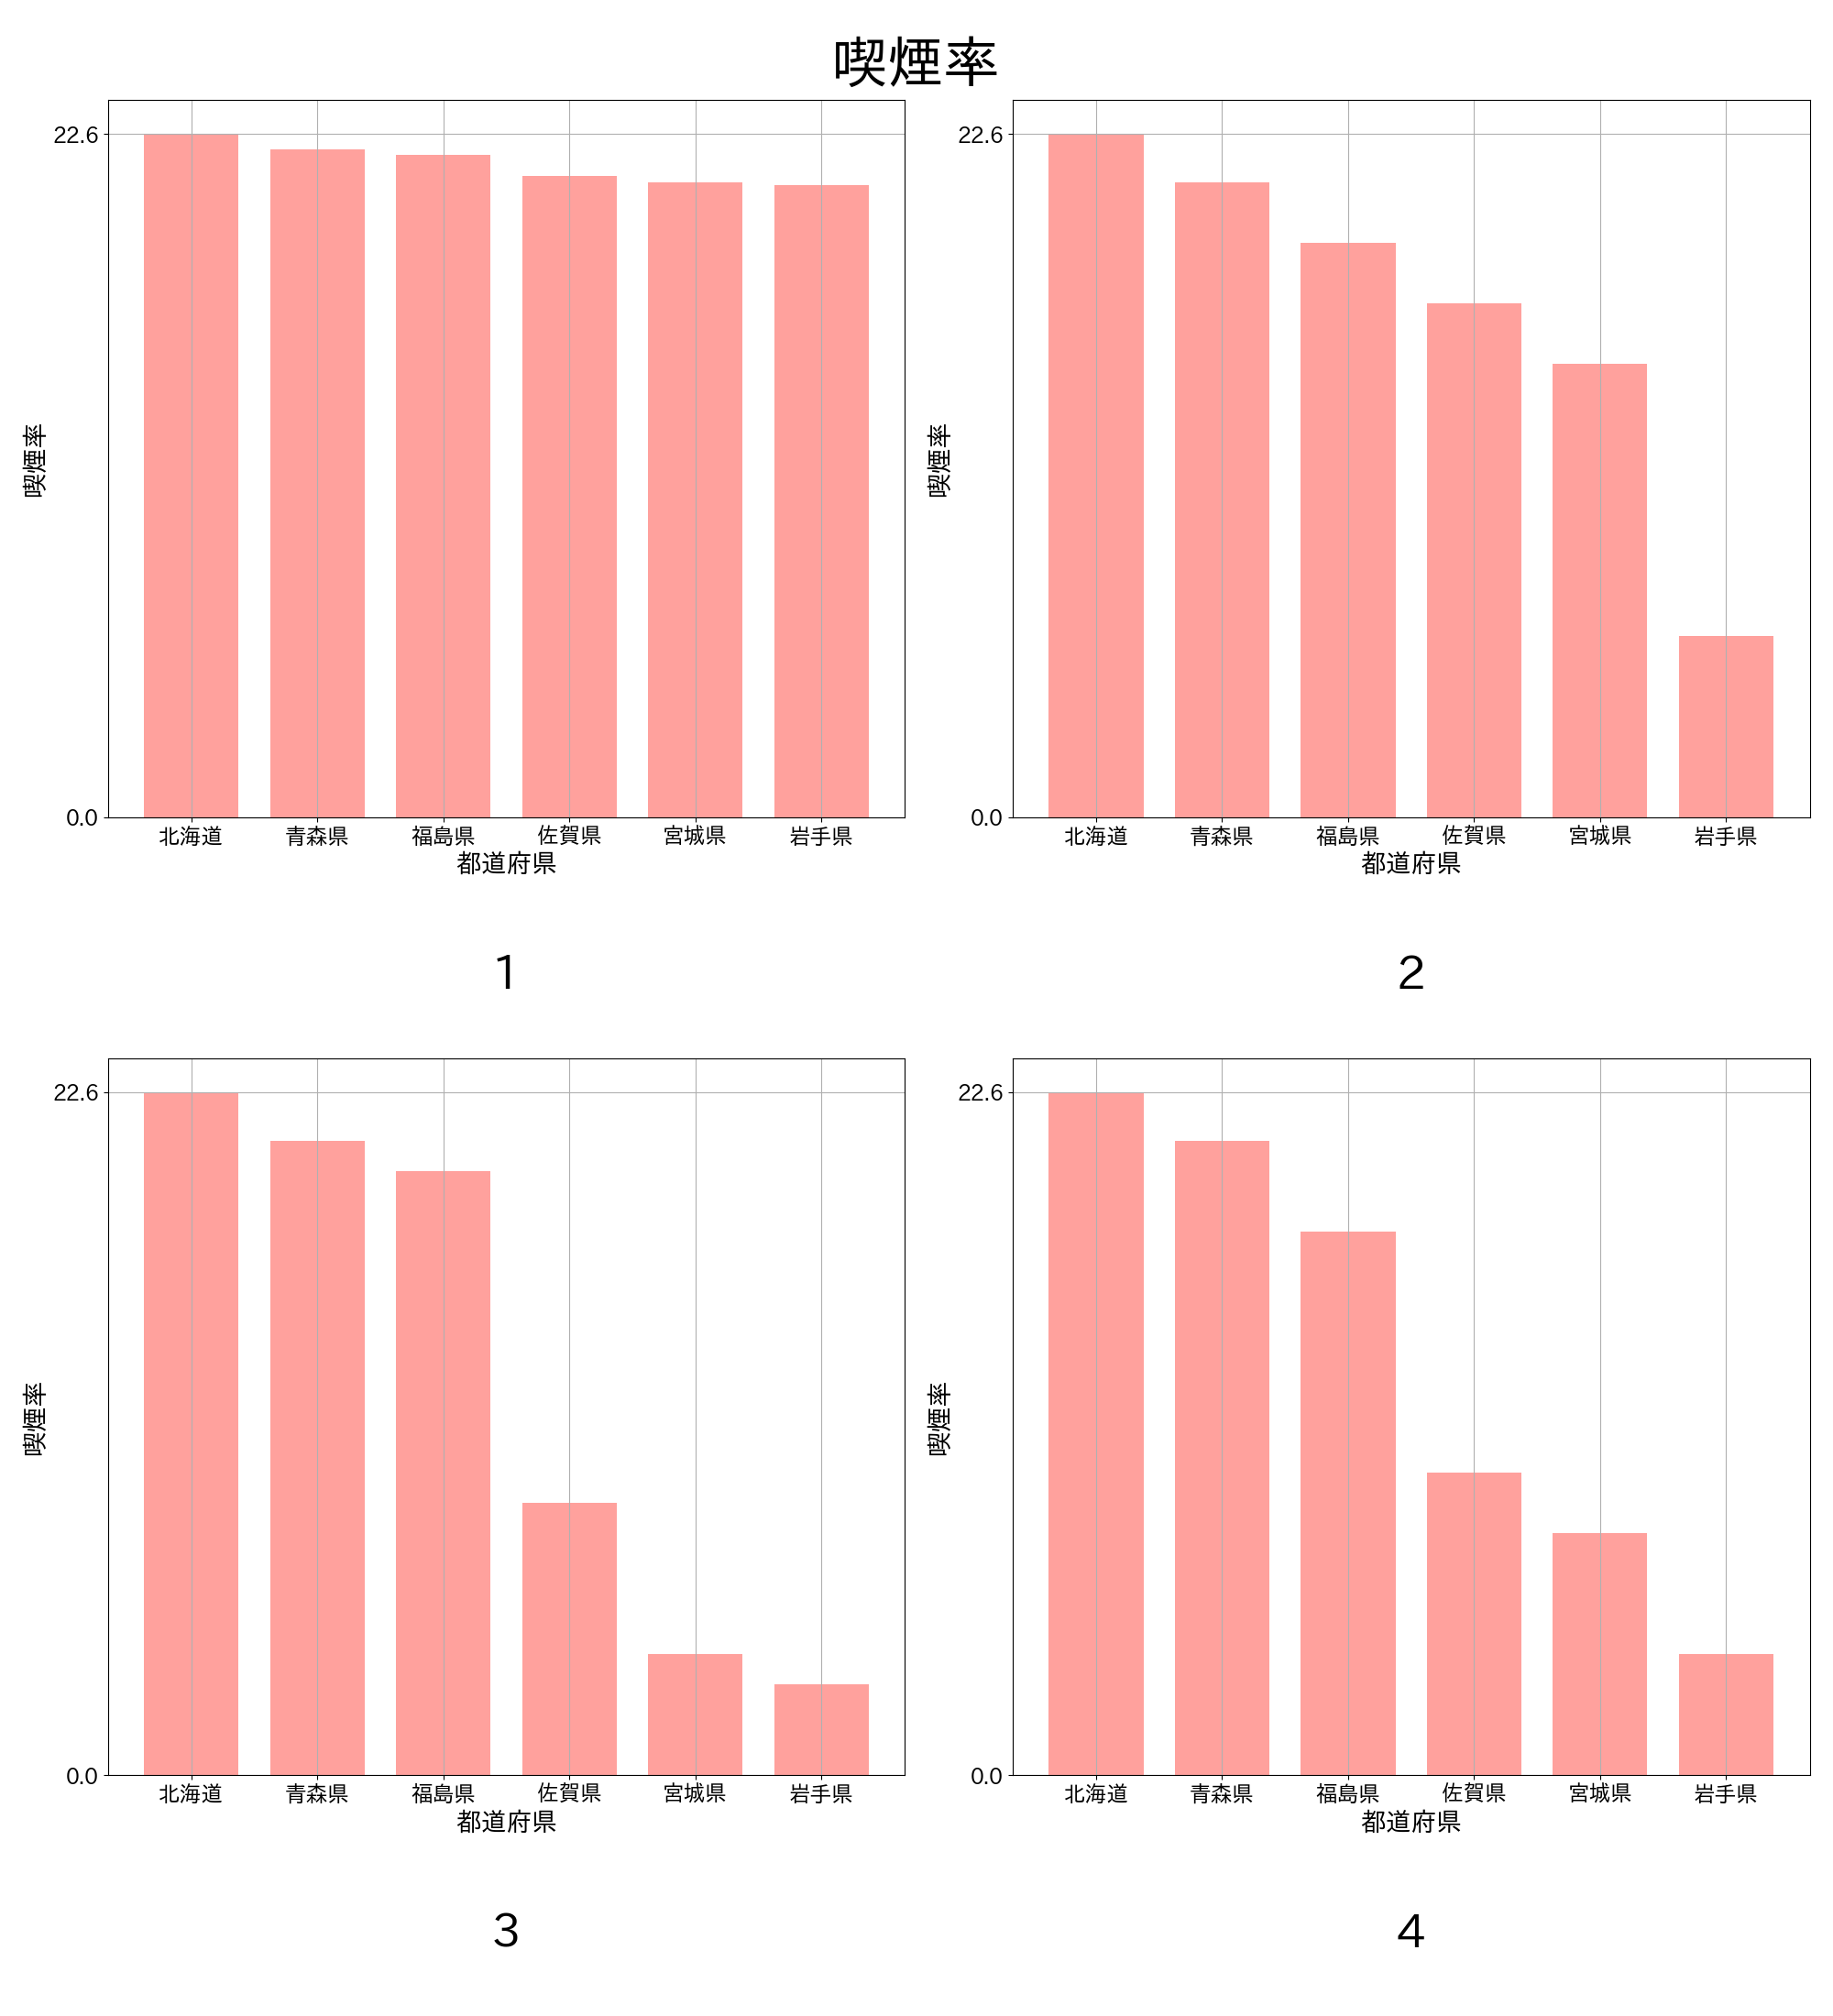 喫煙率
22.6
喫煙率
0.0
北海道 青森県 福島県 佐賀県 宮城県 岩手県
都道府県
1
22.6
喫煙率
0.0
北海道 青森県 福島県 佐賀県 宮城県 岩手県
都道府県
2
22.6
喫煙率
0.0
北海道 青森県 福島県 佐賀県 宮城県 岩手県
都道府県
3
22.6
喫煙率
0.0
北海道 青森県 福島県 佐賀県 宮城県 岩手県
都道府県
4